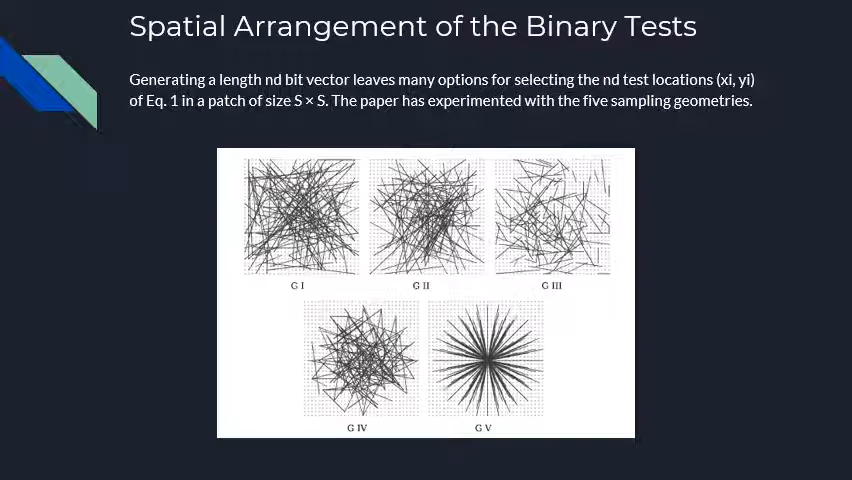 Spatial Arrangement of the Binary Tests
Generating a length nd bit vector leaves many options for selecting the nd test locations (xi, yi)
of Eq. 1 in a patch of size S × S. The paper has experimented with the five sampling geometries.
G I
G II
G III
G IV
G V